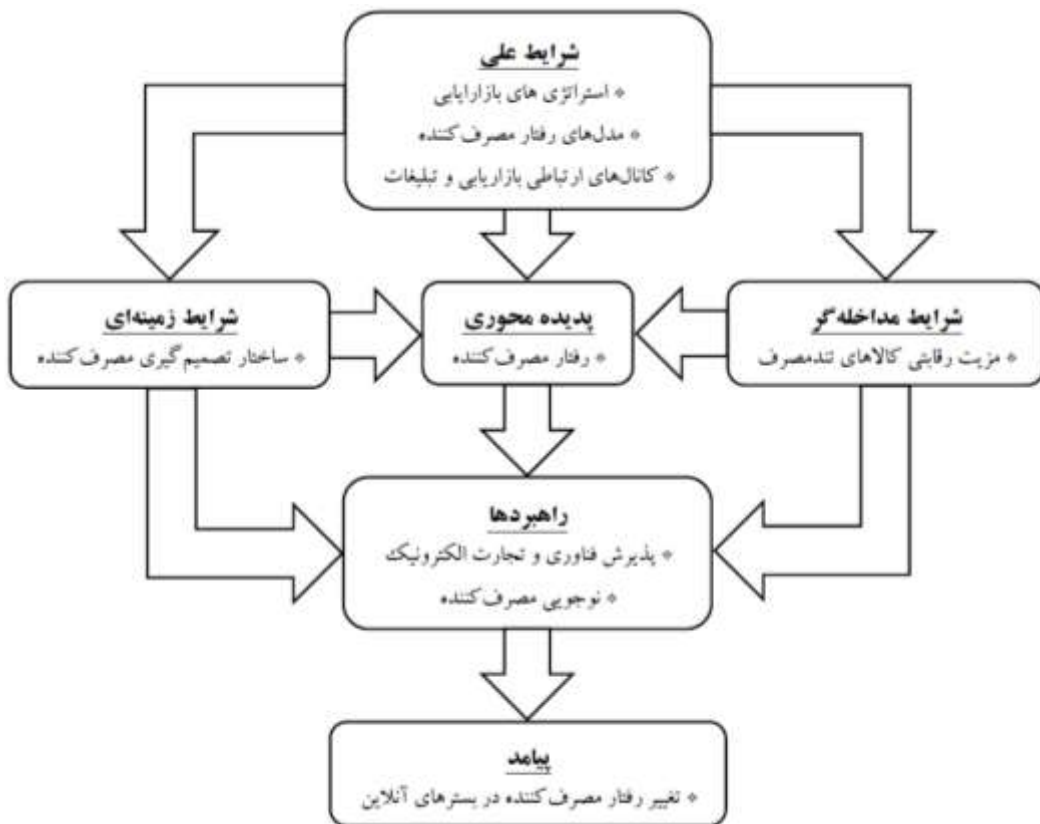 شرایط علی
* استراتژی های بازارایابی
* مدل‌های رفتار مصرف‌کننده
* کانال‌های ارتباطی بازاریابی و تبلیغات
شرایط مداخله‌گر
* مزیت رقابتی کالاهای تندمصرف
پدیده محوری
* رفتار مصرف‌کننده
شرایط زمینه‌ای
* ساختار تصمیم‌گیری مصرف‌کننده
راهبردها
* پذیرش فناوری و تجارت الکترونیک
* نوجویی مصرف‌کننده
پیامد
* تغییر رفتار مصرف‌کننده در بسترهای آنلاین